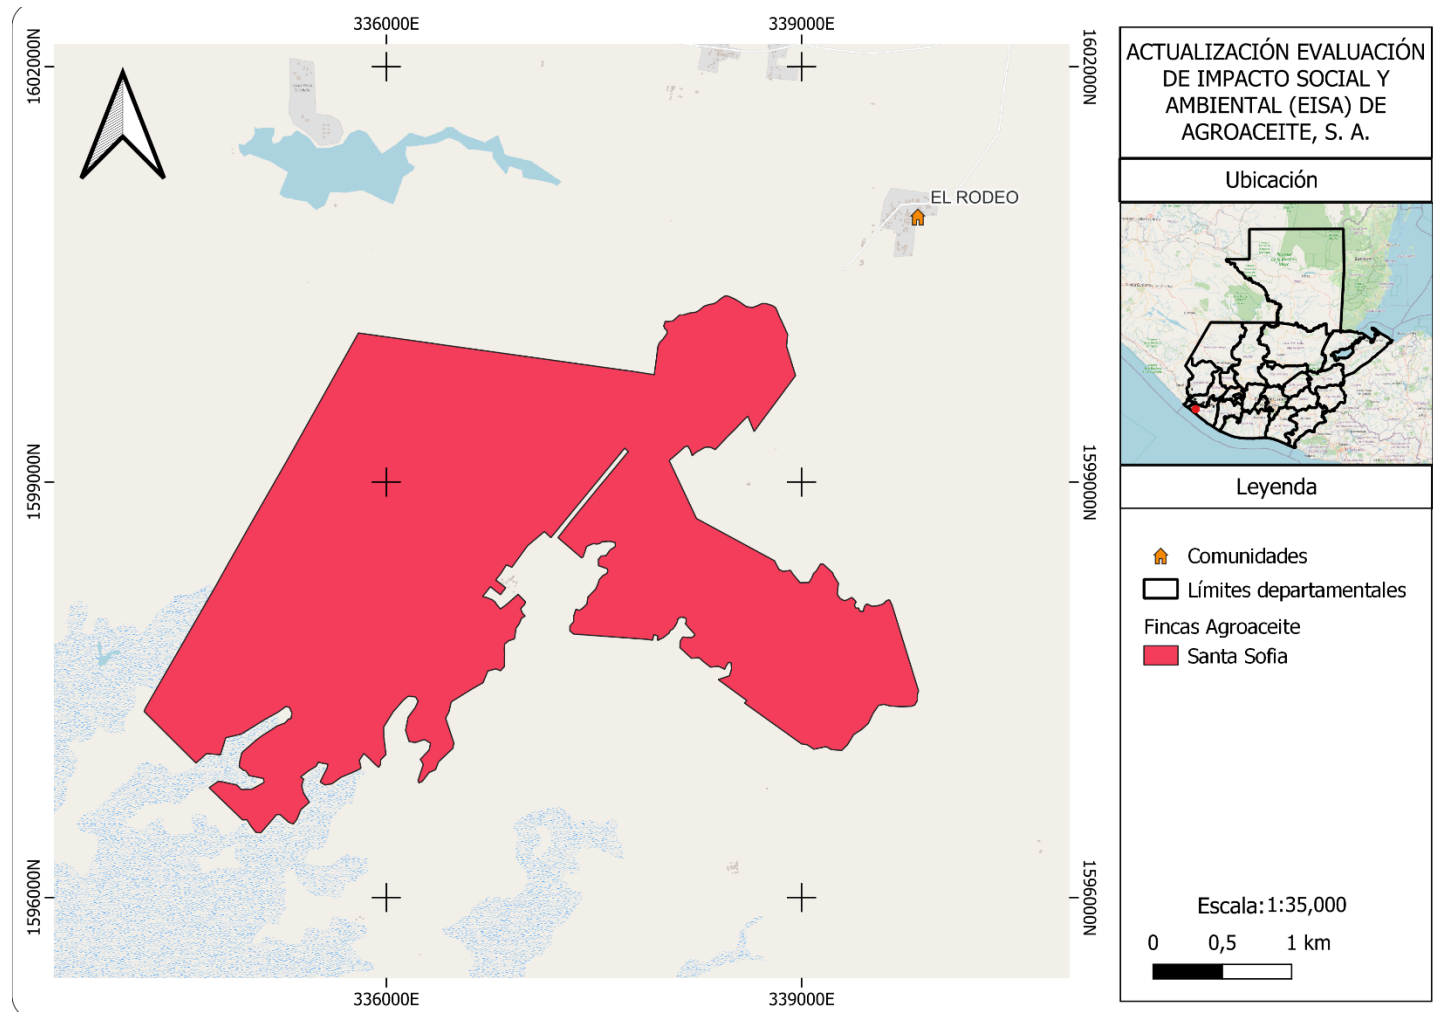 336000E
339000E
1602000N
1602000N
EL RODEO
1599000N
1599000N
1596000N
1596000N
336000E
339000E
ACTUALIZACIÓN EVALUACIÓN
DE IMPACTO SOCIAL Y
AMBIENTAL (EISA) DE
AGROACEITE, S. A.
Ubicación
Leyenda
Comunidades
Límites departamentales
Fincas Agroaceite
Santa Sofia
Escala: 1:35,000
0 0,5 1 km